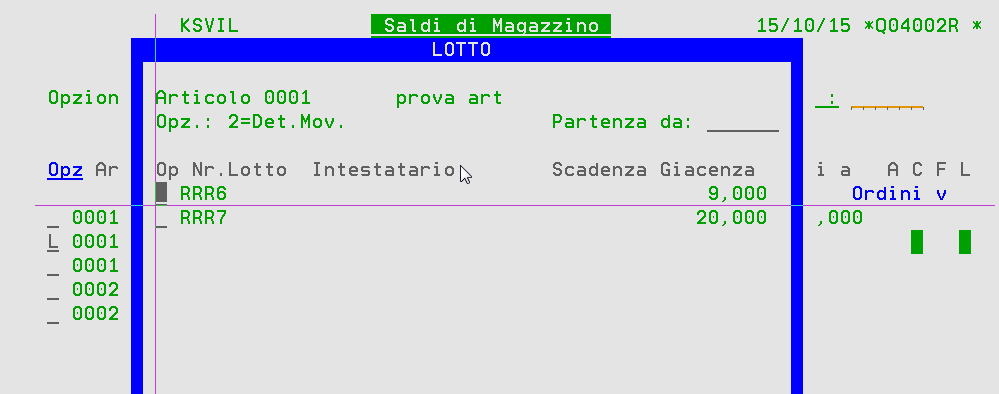 KSVIL Saldi di Magazzino 15/10/15 *Q04002R *
LOTTO
Opzion Articolo 0001 prova art :
Opz.: 2=Det.Mov. Partenza da:
Opz Ar Op Nr.Lotto Intestatario Scadenza Giacenza i a A C F L
RRR6 9,000 Ordini v
0001 RRR7 20,000 ,000
L 0001
0001
0002
0002